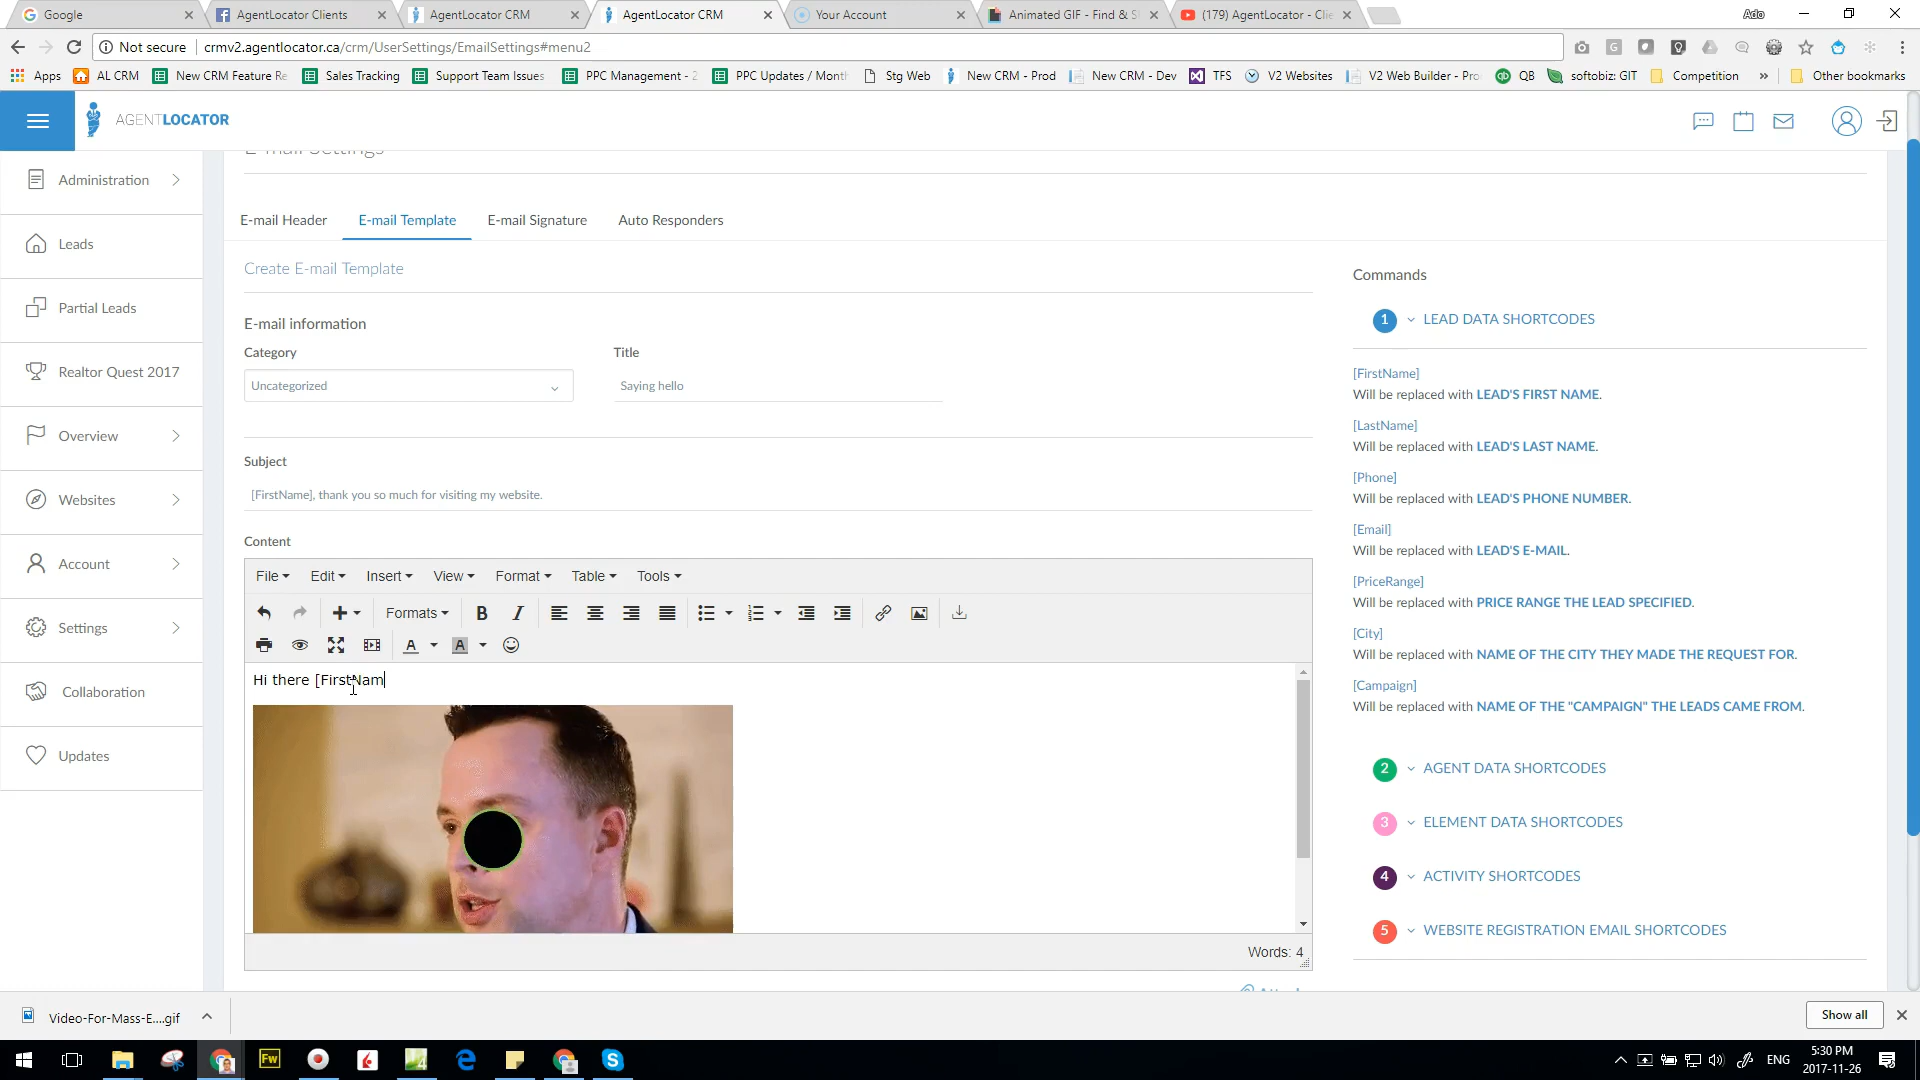 Google
AgentLocator Clients
AgentLocator CRM
AgentLocator CRM
Your Account
Animated GIF - Find & S
(179) AgentLocator - Clie
Ado
Not secure
crmv2.agentlocator.ca/crm/UserSettings/EmailSettings#menu2
Apps
AL CRM
New CRM Feature Re
Sales Tracking
Support Team Issues
PPC Management - 2
PPC Updates / Month
Stg Web
New CRM - Prod
New CRM - Dev
TFS
V2 Websites
V2 Web Builder - Pro
QB
softobiz: GIT
Competition
»
Other bookmarks
AGENTLOCATOR
E-mail Settings
Administration
Leads
Partial Leads
Realtor Quest 2017
Overview
Websites
Account
Settings
Collaboration
Updates
E-mail Header
E-mail Template
E-mail Signature
Auto Responders
Create E-mail Template
E-mail information
Category
Title
Uncategorized
Saying hello
Subject
[FirstName], thank you so much for visiting my website.
Content
File
Edit
Insert
View
Format
Table
Tools
Formats
B
I
A
A
Hi there [FirstNam
Words: 4
Commands
1 LEAD DATA SHORTCODES
[FirstName]
Will be replaced with LEAD'S FIRST NAME.
[LastName]
Will be replaced with LEAD'S LAST NAME.
[Phone]
Will be replaced with LEAD'S PHONE NUMBER.
[Email]
Will be replaced with LEAD'S E-MAIL.
[PriceRange]
Will be replaced with PRICE RANGE THE LEAD SPECIFIED.
[City]
Will be replaced with NAME OF THE CITY THEY MADE THE REQUEST FOR.
[Campaign]
Will be replaced with NAME OF THE "CAMPAIGN" THE LEADS CAME FROM.
2 AGENT DATA SHORTCODES
3 ELEMENT DATA SHORTCODES
4 ACTIVITY SHORTCODES
5 WEBSITE REGISTRATION EMAIL SHORTCODES
Video-For-Mass-E....gif
Show all
Fw
ENG
5:30 PM
2017-11-26